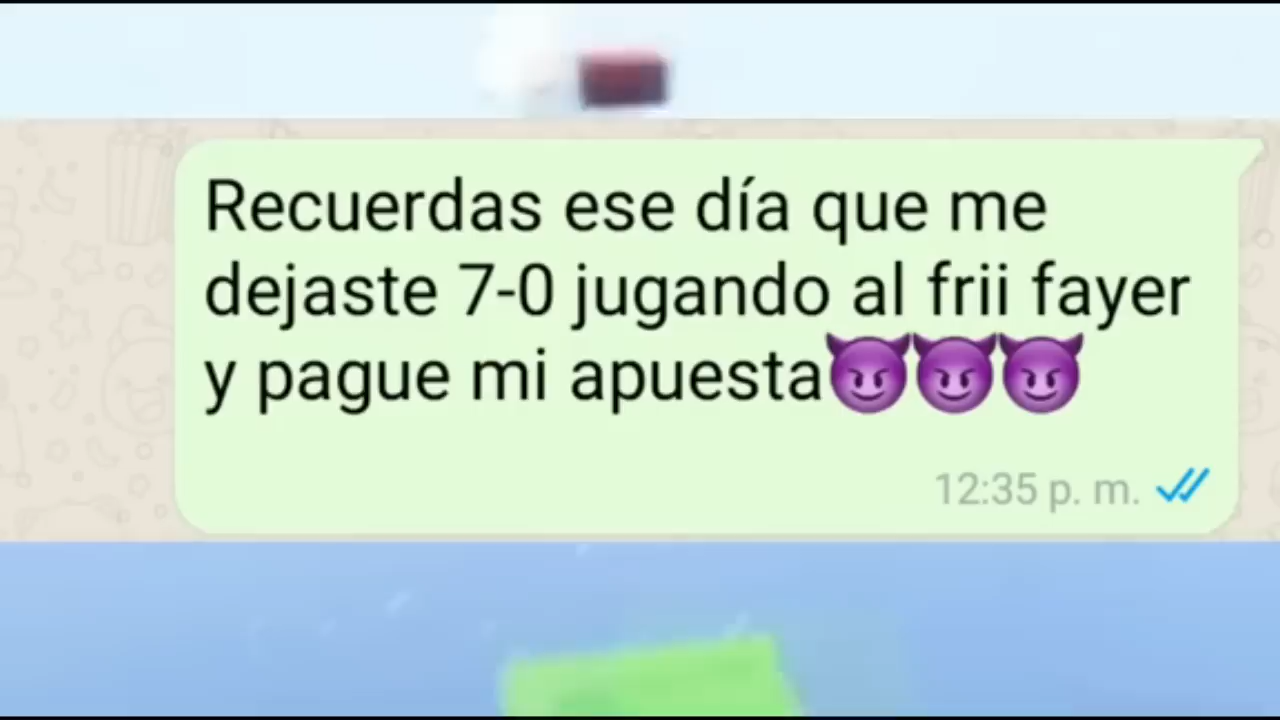 Recuerdas ese día que me
dejaste 7-0 jugando al frii fayer
y pague mi apuesta😈😈😈
12:35 p. m.